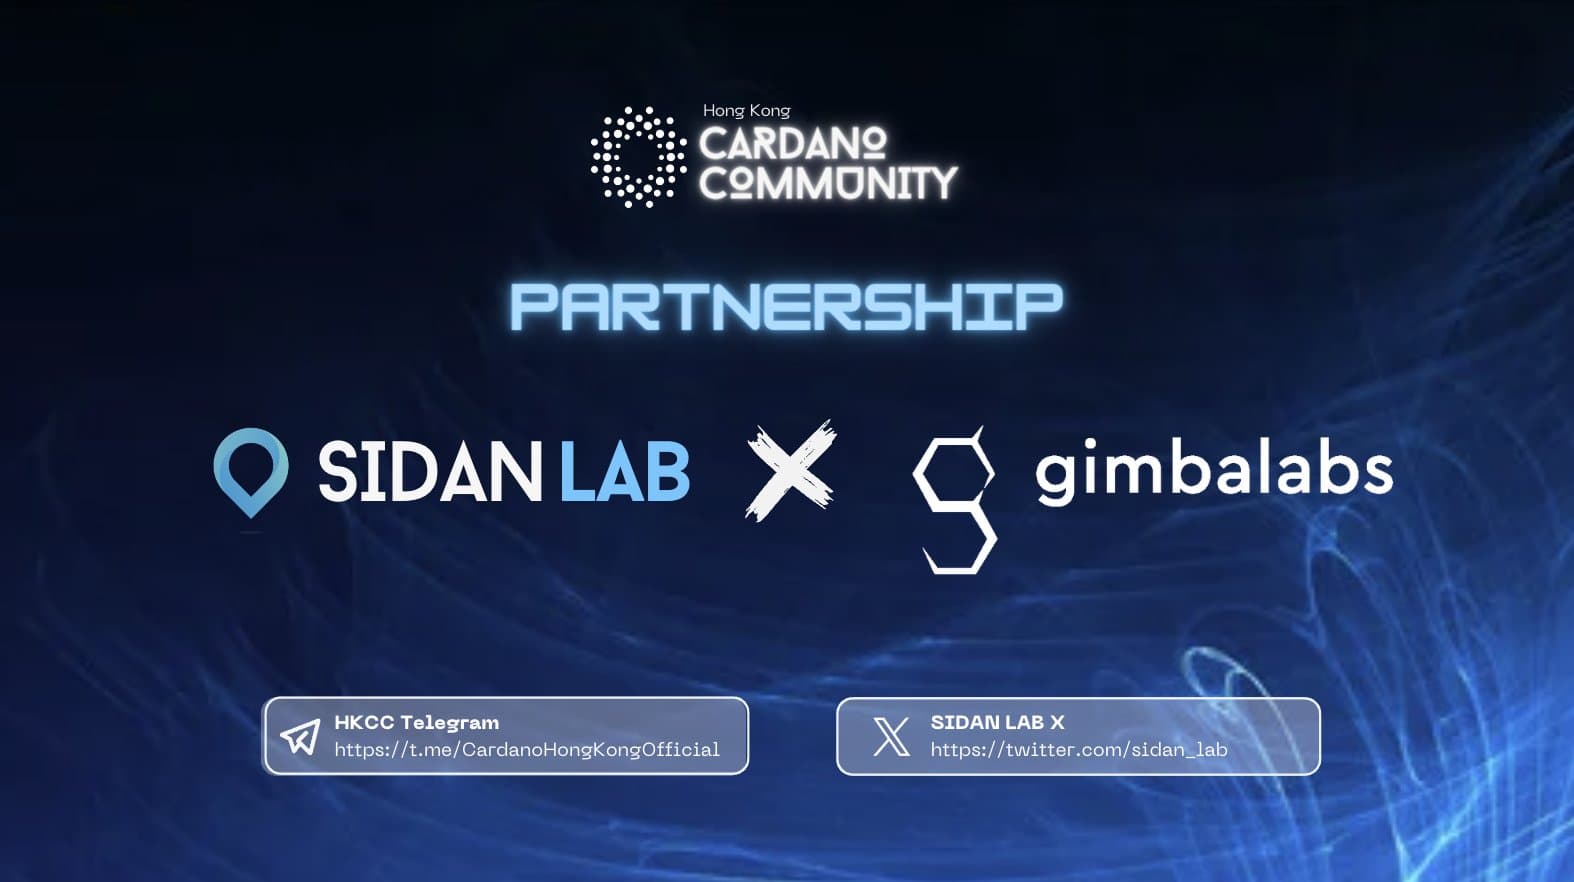 Hong Kong
CARDANO
COMMUNITY
PARTNERSHIP
SIDAN LAB X gimbalabs
HKCC Telegram
https://t.me/CardanoHongKongOfficial
SIDAN LAB X
https://twitter.com/sidan_lab